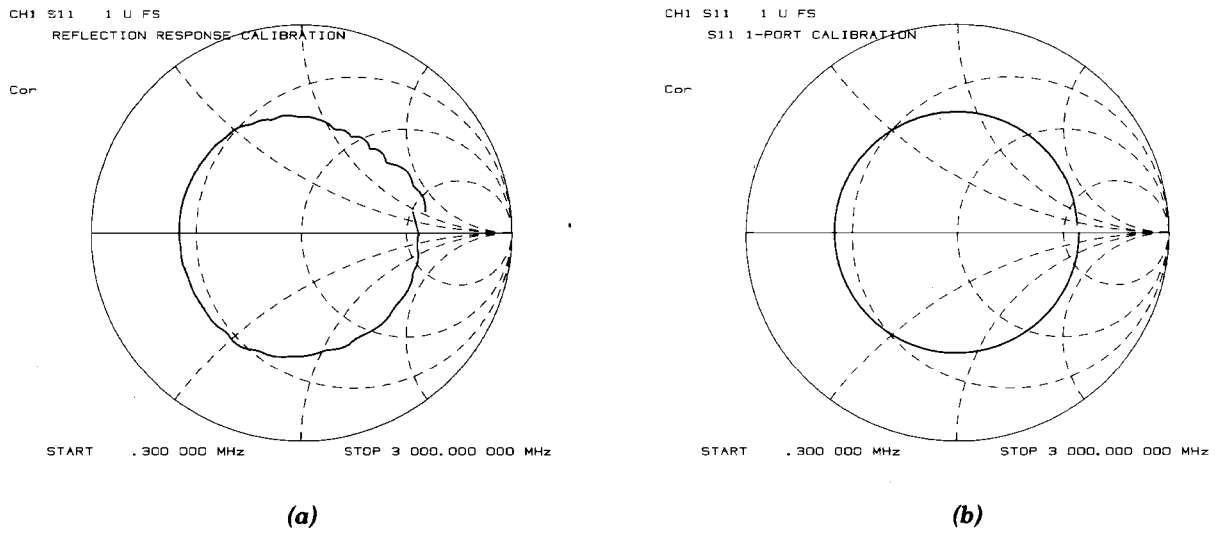 CH1 S11 1 U FS
REFLECTION RESPONSE CALIBRATION
Cor
START .300 000 MHz STOP 3 000.000 000 MHz
(a)
CH1 S11 1 U FS
S11 1-PORT CALIBRATION
Cor
START .300 000 MHz STOP 3 000.000 000 MHz
(b)